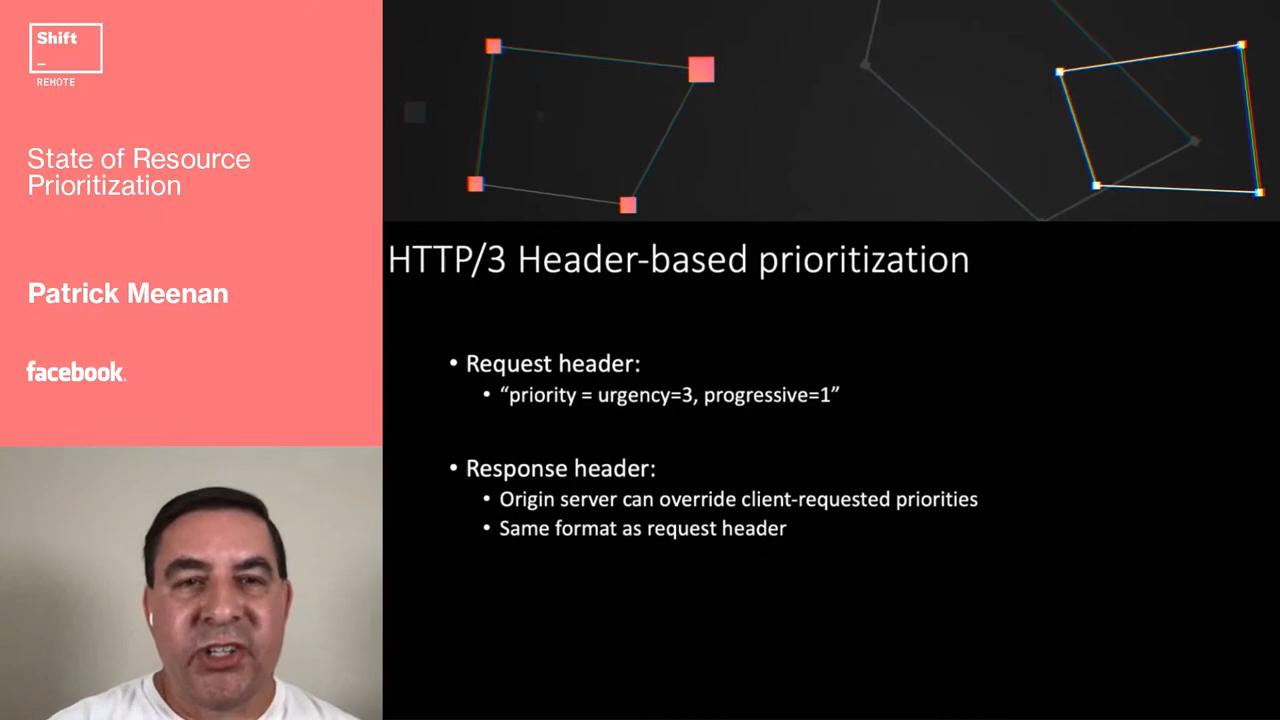 Shift
_
REMOTE
State of Resource
Prioritization
Patrick Meenan
facebook.
HTTP/3 Header-based prioritization
• Request header:
• “priority = urgency=3, progressive=1”
• Response header:
• Origin server can override client-requested priorities
• Same format as request header